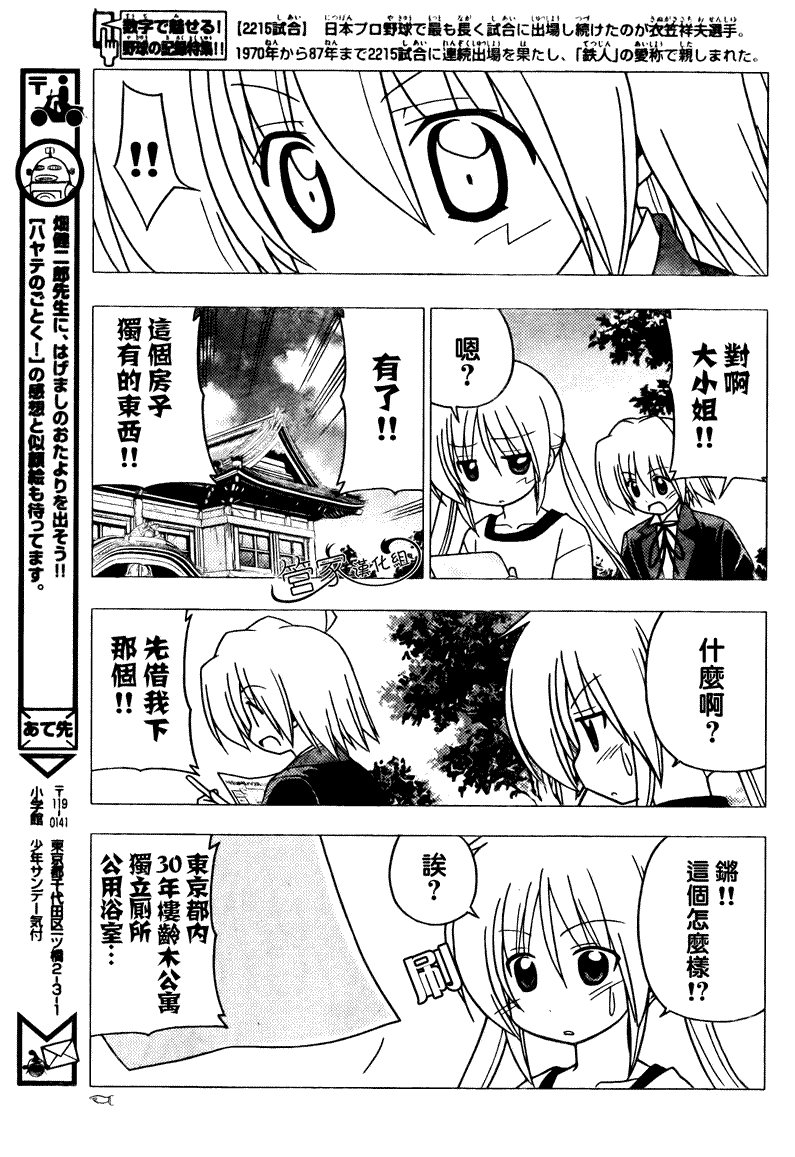 数字で魅せる!
野球の記録特集!!
【2215試合】 日本プロ野球で最も長く試合に出場し続けたのが衣笠祥夫選手。
1970年から87年まで2215試合に連続出場を果たし、「鉄人」の愛称で親しまれた。
!!
對啊
大小姐!!
嗯?
有了!!
這個房子
獨有的東西!!
管家漢化組
什麼啊?
先借我下
那個!!
鏘!!
這個怎麼樣!?
誒?
刷
東京都内
30年樓齡木公寓
獨立厠所
公用浴室…
〒
畑健二郎先生に、はげましのおたよりを出そう!!
【ハヤテのごとく!】の感想と似顔絵も待ってます。
あて先
〒119-0141 東京都千代田区一ツ橋2-3-1
小学館 少年サンデー気付